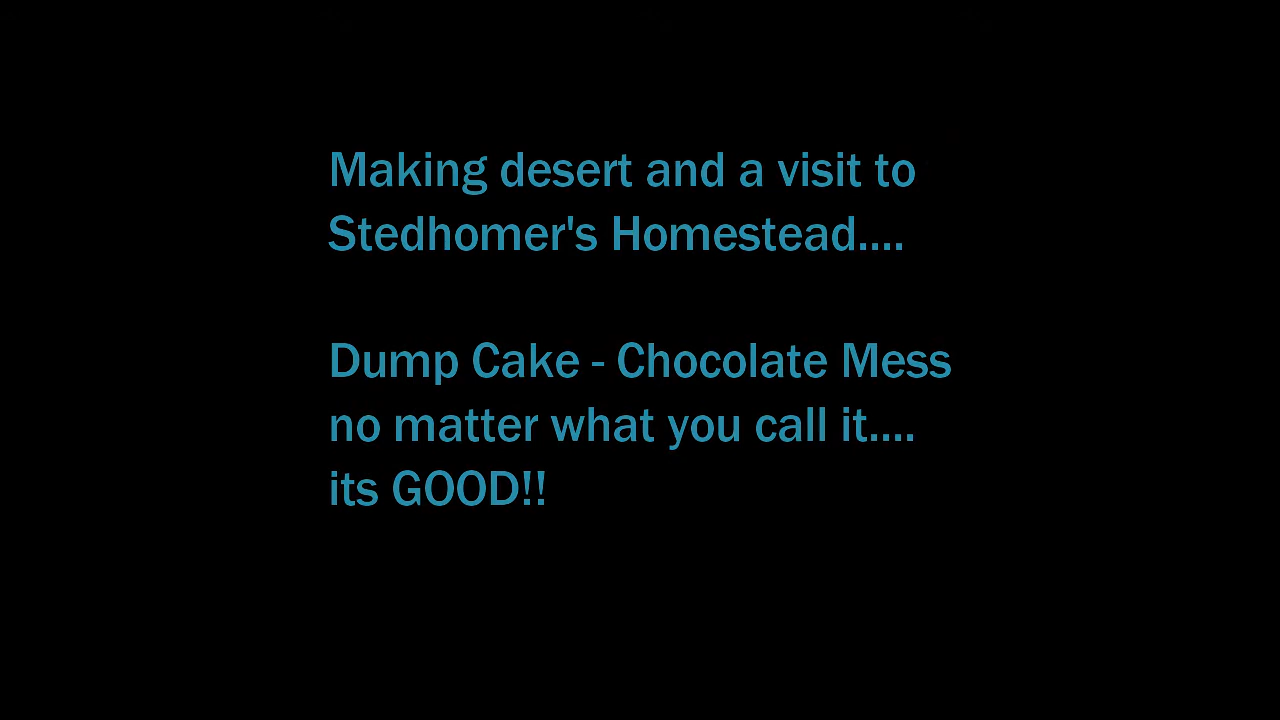 Making desert and a visit to
Stedhomer's Homestead....
Dump Cake - Chocolate Mess
no matter what you call it....
its GOOD!!